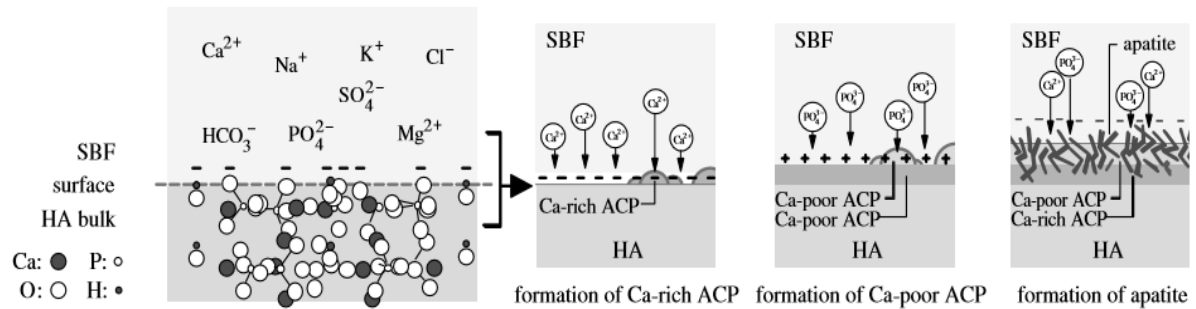 Ca2+
Na+
K+
Cl−
SO42−
HCO3−
PO42−
Mg2+
SBF
surface
HA bulk
Ca: P:
O: H:
SBF
Ca2+ Ca2+ Ca2+ Ca2+ Ca2+
Ca-rich ACP
HA
formation of Ca-rich ACP
SBF
PO43− PO43− PO43− PO43−
Ca-poor ACP
Ca-poor ACP
HA
formation of Ca-poor ACP
SBF
apatite
PO43− Ca2+
Ca2+ PO43−
Ca-poor ACP
Ca-rich ACP
HA
formation of apatite